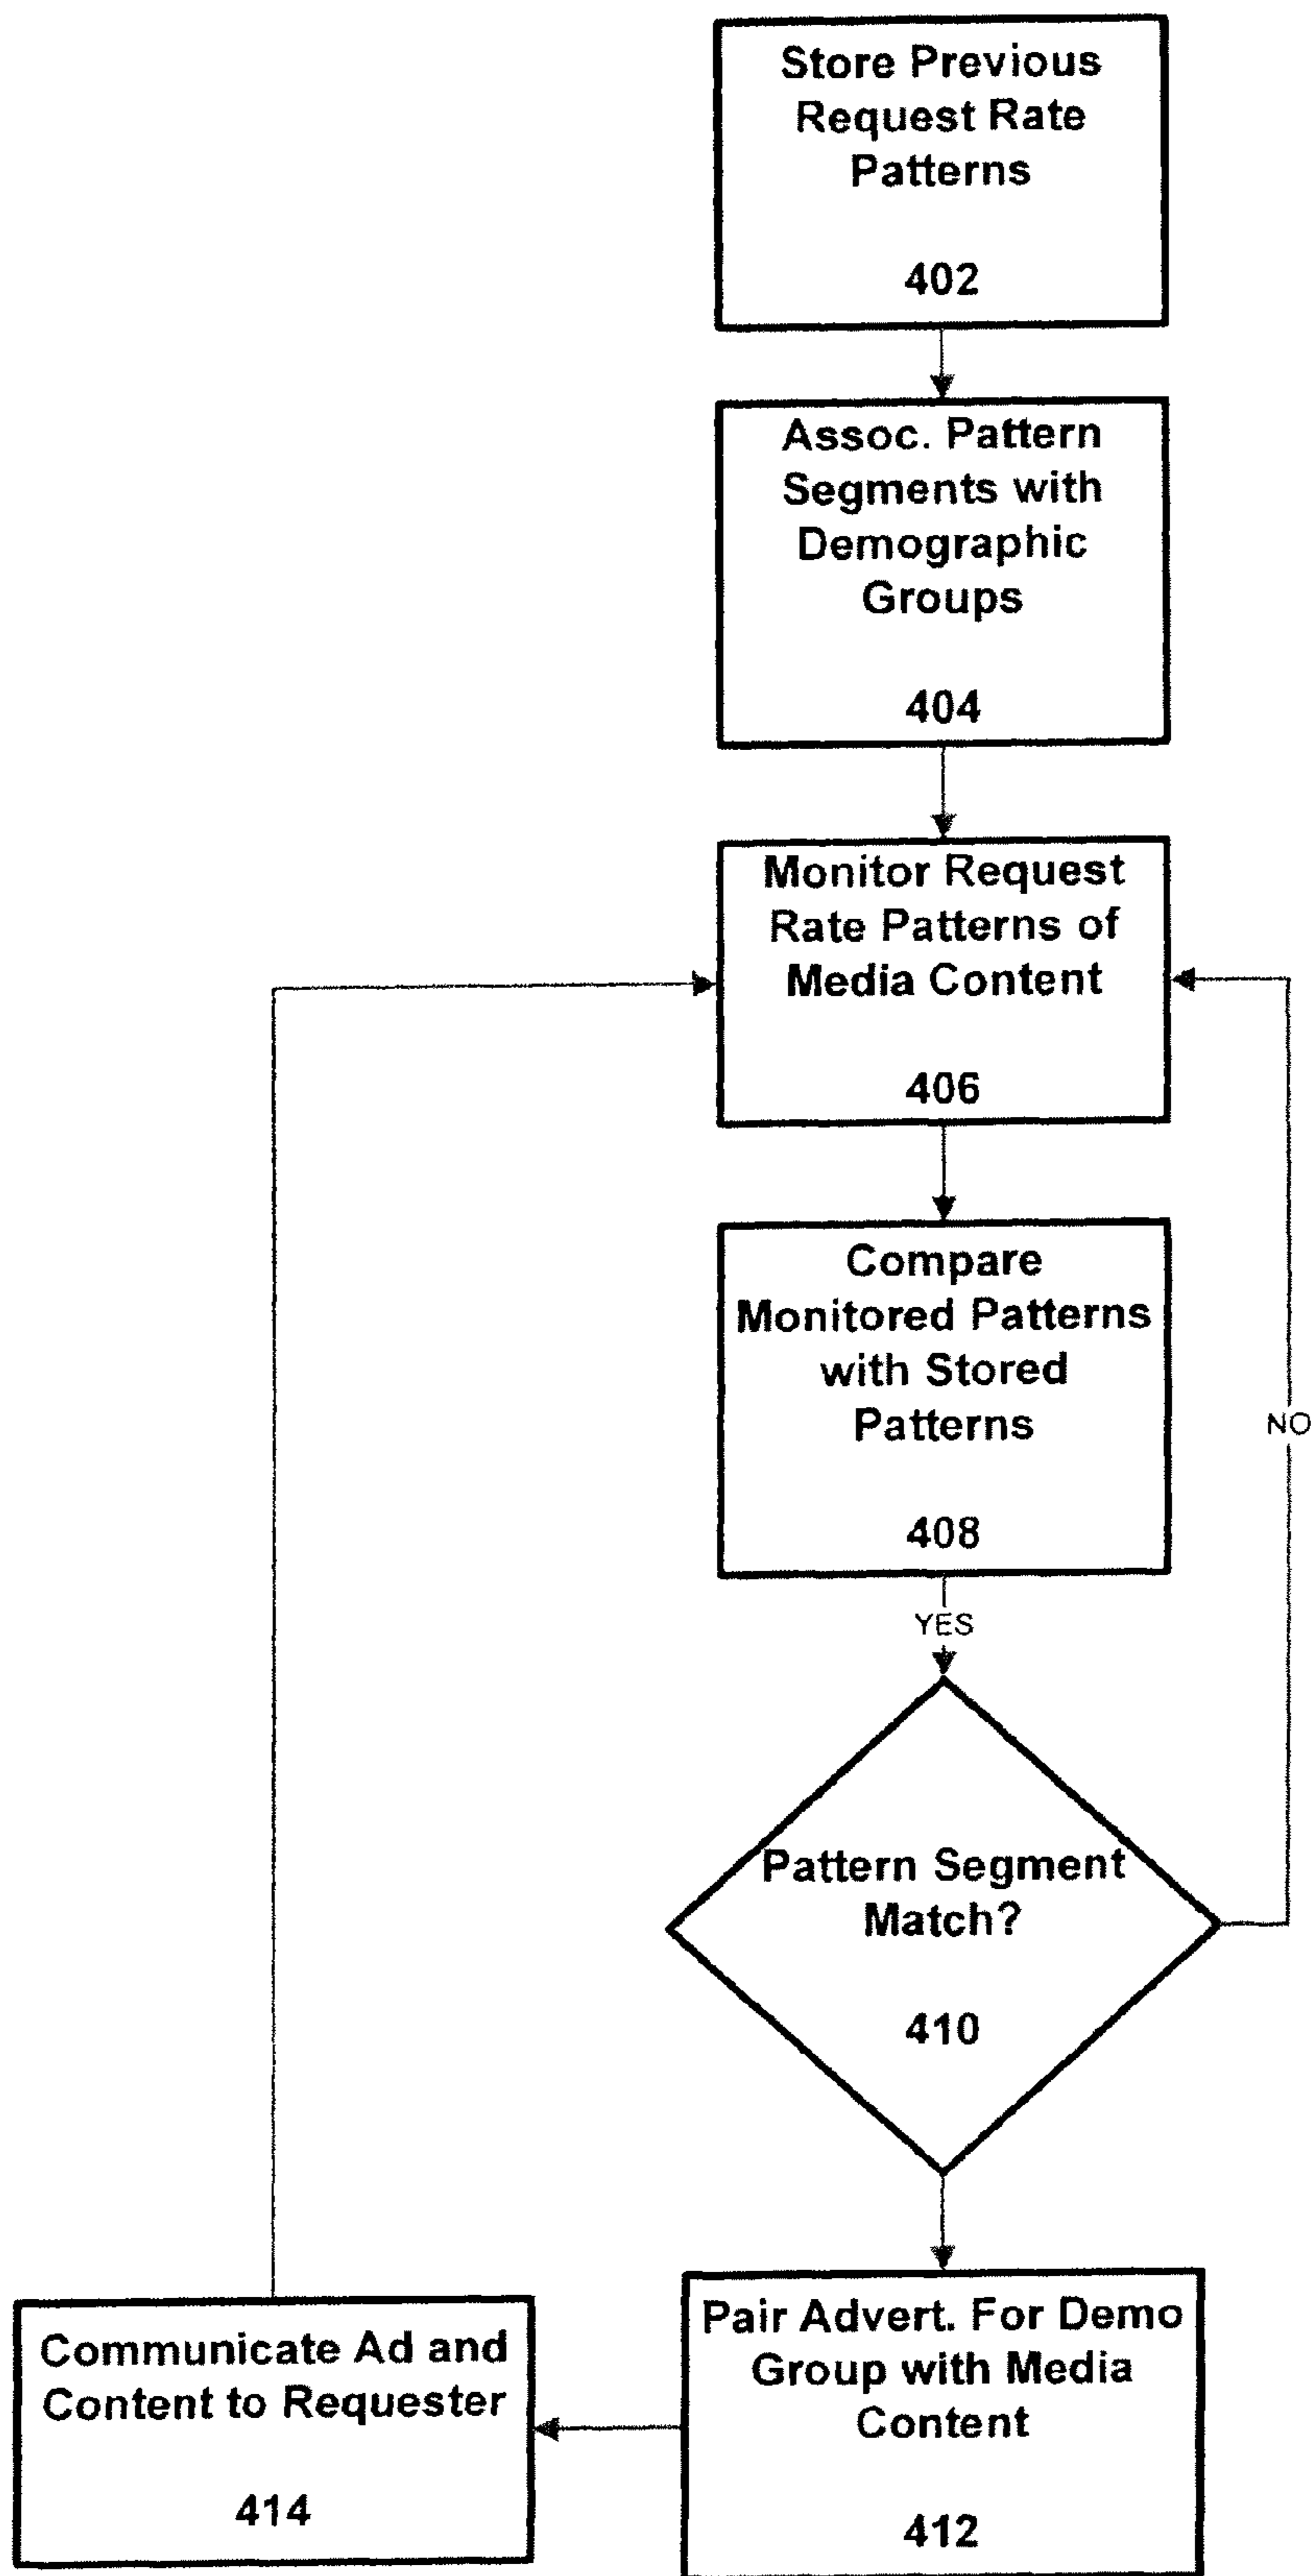 Store Previous
Request Rate
Patterns
402
Assoc. Pattern
Segments with
Demographic
Groups
404
Monitor Request
Rate Patterns of
Media Content
406
Compare
Monitored Patterns
with Stored
Patterns
408
NO
YES
Pattern Segment
Match?
410
Pair Advert. For Demo
Group with Media
Content
412
Communicate Ad and
Content to Requester
414